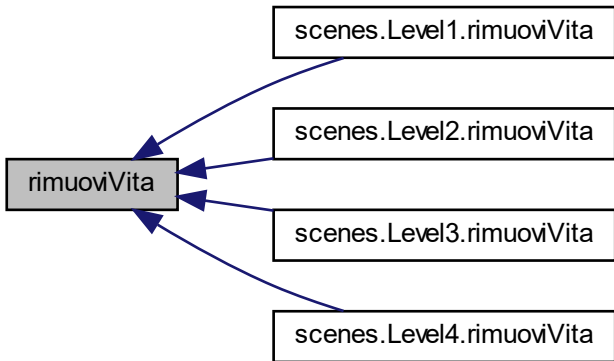 scenes.Level1.rimuoviVita
scenes.Level2.rimuoviVita
rimuoviVita
scenes.Level3.rimuoviVita
scenes.Level4.rimuoviVita